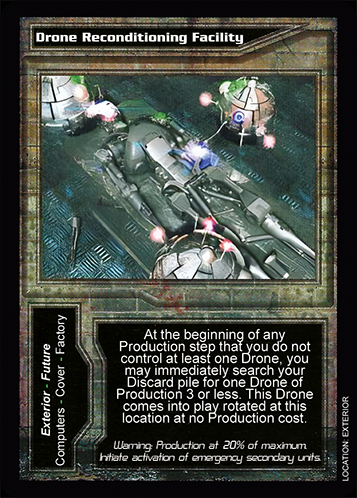 Drone Reconditioning Facility
Exterior - Future
Computers - Cover - Factory
At the beginning of any
Production step that you do not
control at least one Drone, you
may immediately search your
Discard pile for one Drone of
Production 3 or less. This Drone
comes into play rotated at this
location at no Production cost.
Warning: Production at 20% of maximum.
Initiate activation of emergency secondary units.
LOCATION: EXTERIOR